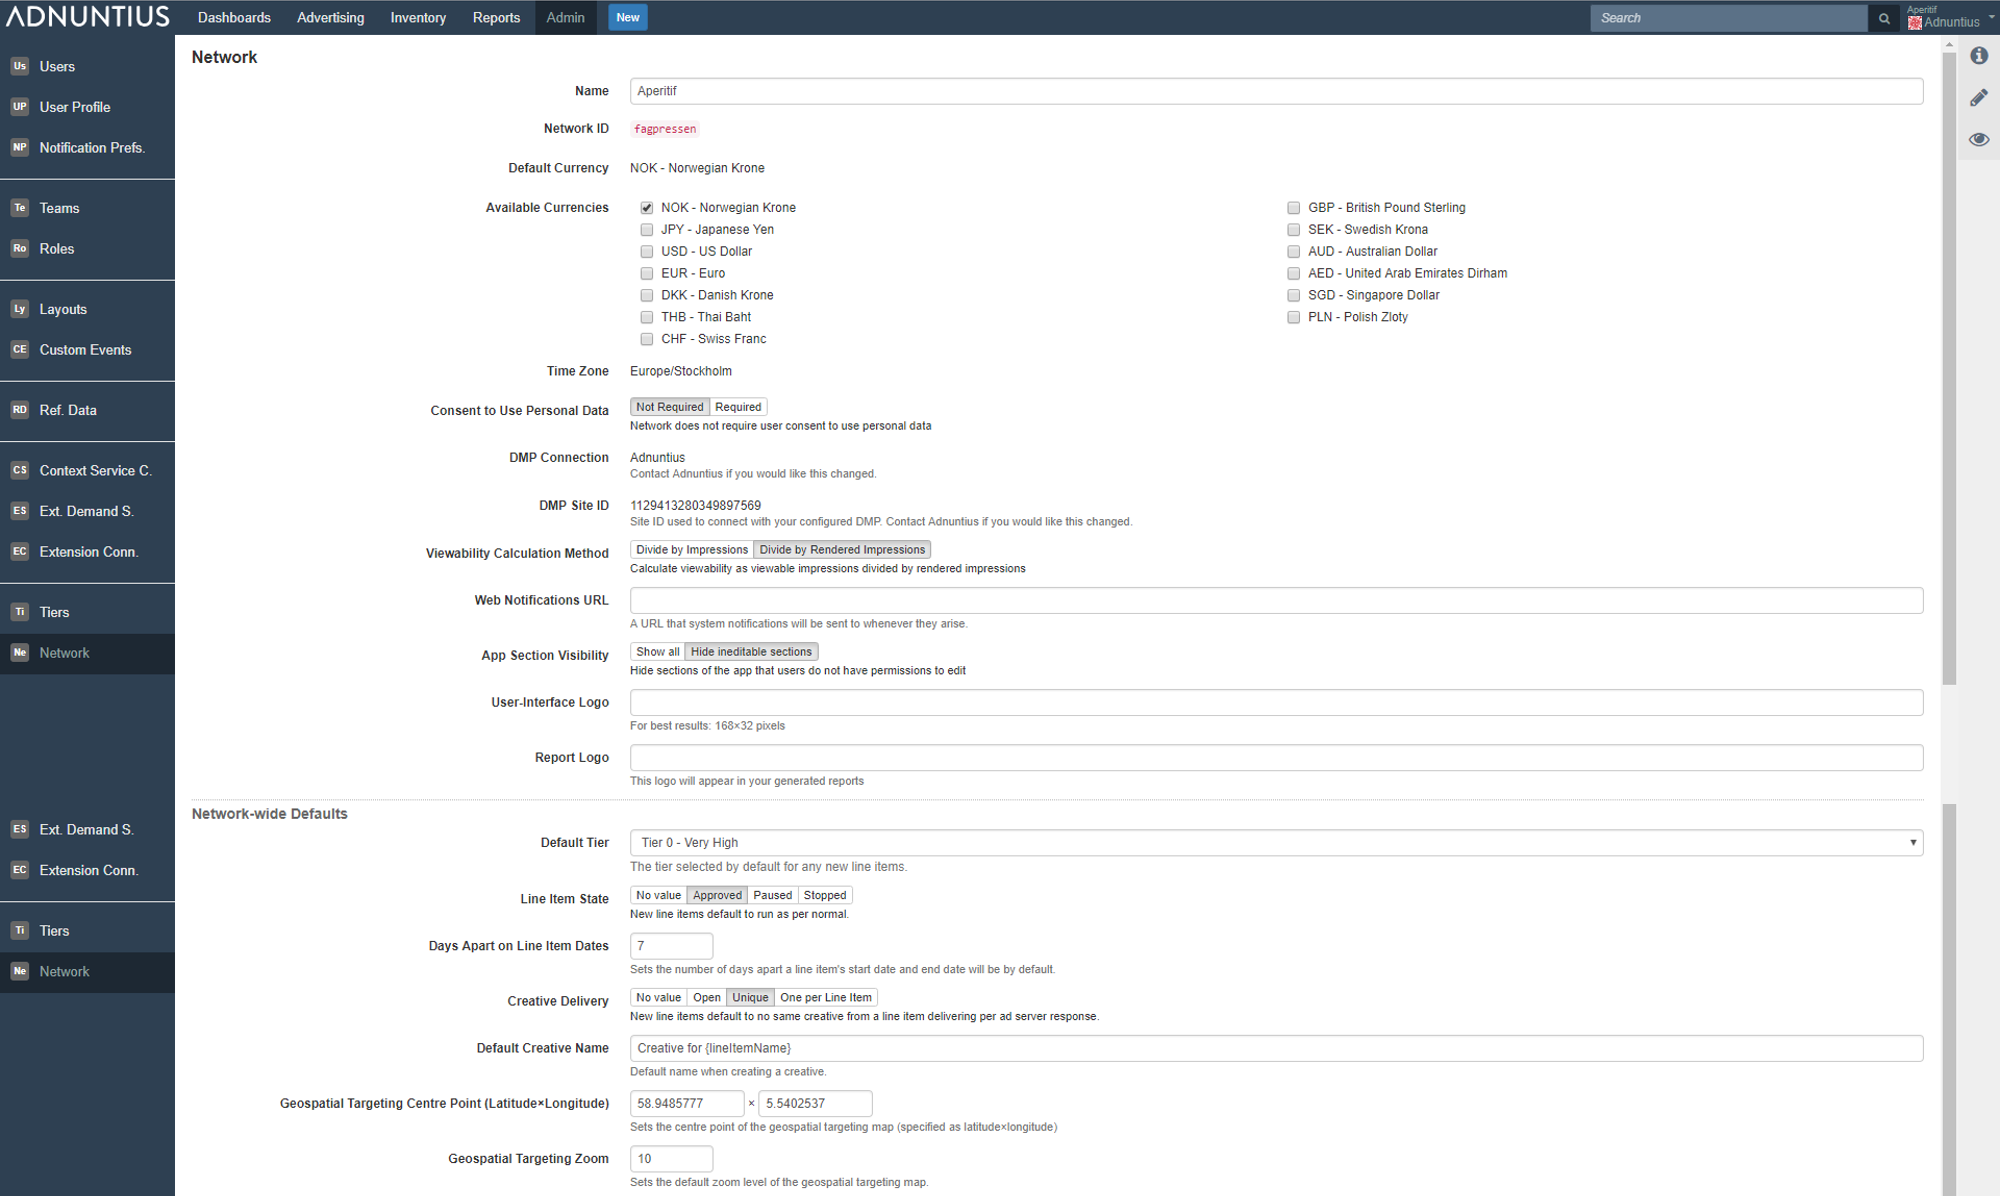 ADNUNTIUS Dashboards Advertising Inventory Reports Admin New Search Aperitif
Adnuntius
Us Users
UP User Profile
NP Notification Prefs.
Te Teams
Ro Roles
Ly Layouts
CE Custom Events
RD Ref. Data
CS Context Service C.
ES Ext. Demand S.
EC Extension Conn.
Ti Tiers
Ne Network
ES Ext. Demand S.
EC Extension Conn.
Ti Tiers
Ne Network
Network
Name Aperitif
Network ID fagpressen
Default Currency NOK - Norwegian Krone
Available Currencies NOK - Norwegian Krone GBP - British Pound Sterling
JPY - Japanese Yen SEK - Swedish Krona
USD - US Dollar AUD - Australian Dollar
EUR - Euro AED - United Arab Emirates Dirham
DKK - Danish Krone SGD - Singapore Dollar
THB - Thai Baht PLN - Polish Zloty
CHF - Swiss Franc
Time Zone Europe/Stockholm
Consent to Use Personal Data Not Required Required
Network does not require user consent to use personal data
DMP Connection Adnuntius
Contact Adnuntius if you would like this changed.
DMP Site ID 1129413280349897569
Site ID used to connect with your configured DMP. Contact Adnuntius if you would like this changed.
Viewability Calculation Method Divide by Impressions Divide by Rendered Impressions
Calculate viewability as viewable impressions divided by rendered impressions
Web Notifications URL
A URL that system notifications will be sent to whenever they arise.
App Section Visibility Show all Hide ineditable sections
Hide sections of the app that users do not have permissions to edit
User-Interface Logo
For best results: 168×32 pixels
Report Logo
This logo will appear in your generated reports
Network-wide Defaults
Default Tier Tier 0 - Very High
The tier selected by default for any new line items.
Line Item State No value Approved Paused Stopped
New line items default to run as per normal.
Days Apart on Line Item Dates 7
Sets the number of days apart a line item's start date and end date will be by default.
Creative Delivery No value Open Unique One per Line Item
New line items default to no same creative from a line item delivering per ad server response.
Default Creative Name Creative for {lineItemName}
Default name when creating a creative.
Geospatial Targeting Centre Point (Latitude×Longitude) 58.9485777 × 5.5402537
Sets the centre point of the geospatial targeting map (specified as latitude×longitude)
Geospatial Targeting Zoom 10
Sets the default zoom level of the geospatial targeting map.